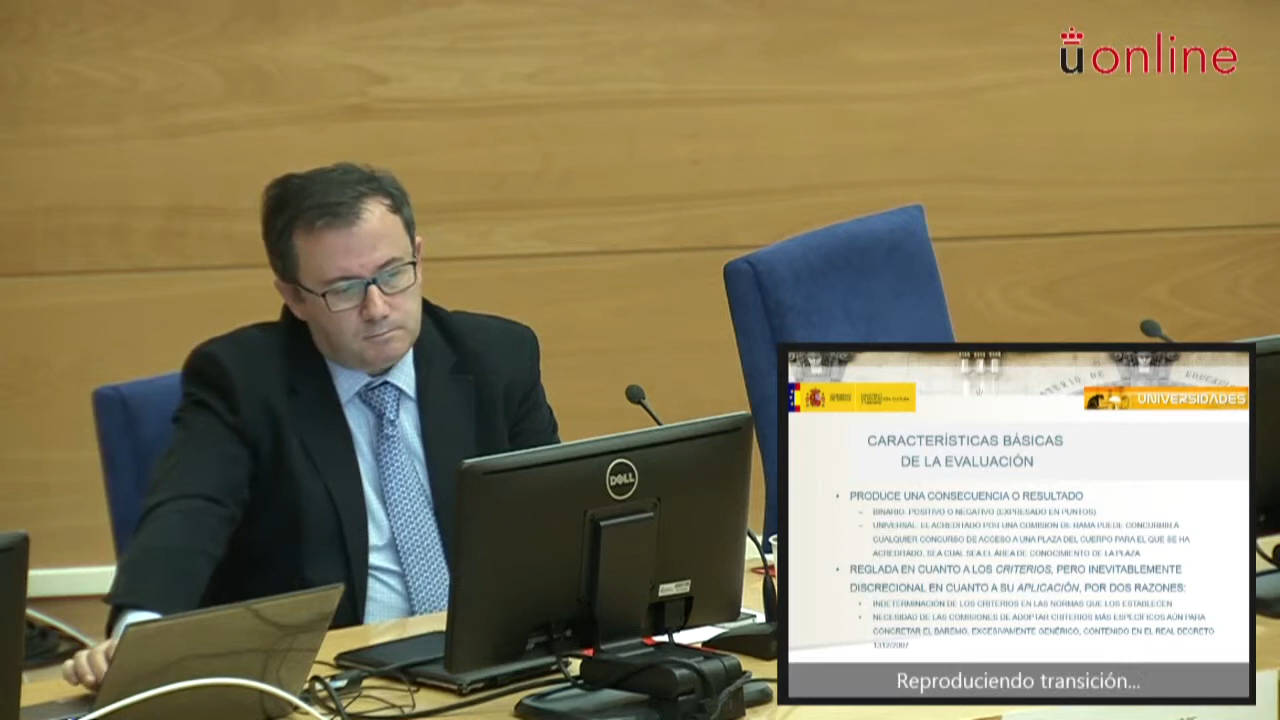 uonline
DELL
UNIVERSIDADES
CARACTERÍSTICAS BÁSICAS
DE LA EVALUACIÓN
• PRODUCE UNA CONSECUENCIA O RESULTADO
– BINARIO: POSITIVO O NEGATIVO (EXPRESADO EN PUNTOS)
– UNIVERSAL: EL ACREDITADO POR UNA COMISIÓN DE RAMA PUEDE CONCURRIR A
CUALQUIER CONCURSO DE ACCESO A UNA PLAZA DEL CUERPO PARA EL QUE SE HA
ACREDITADO, SEA CUAL SEA EL ÁREA DE CONOCIMIENTO DE LA PLAZA
• REGLADA EN CUANTO A LOS CRITERIOS, PERO INEVITABLEMENTE
DISCRECIONAL EN CUANTO A SU APLICACIÓN, POR DOS RAZONES:
• INDETERMINACIÓN DE LOS CRITERIOS EN LAS NORMAS QUE LOS ESTABLECEN
• NECESIDAD DE LAS COMISIONES DE ADOPTAR CRITERIOS MÁS ESPECÍFICOS AÚN PARA
CONCRETAR EL BAREMO, EXCESIVAMENTE GENÉRICO, CONTENIDO EN EL REAL DECRETO
1312/2007
Reproduciendo transición...